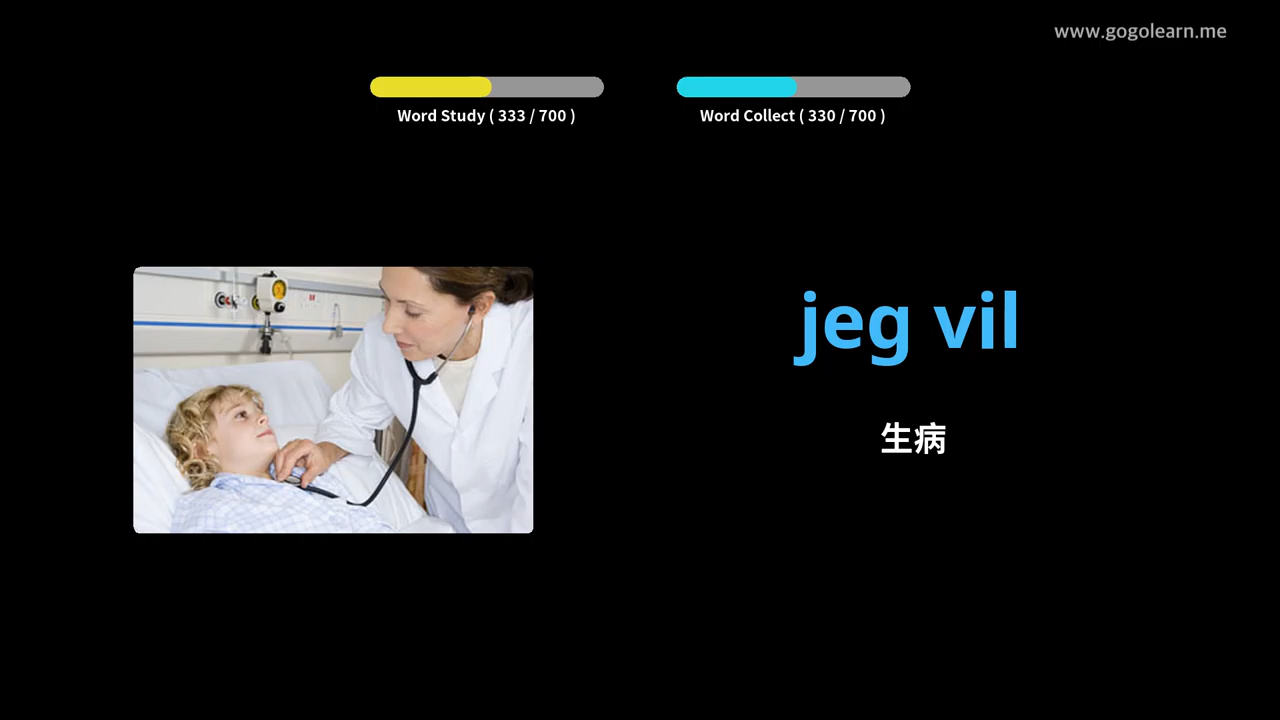 www.gogolearn.me
Word Study ( 333 / 700 )
Word Collect ( 330 / 700 )
jeg vil
生病